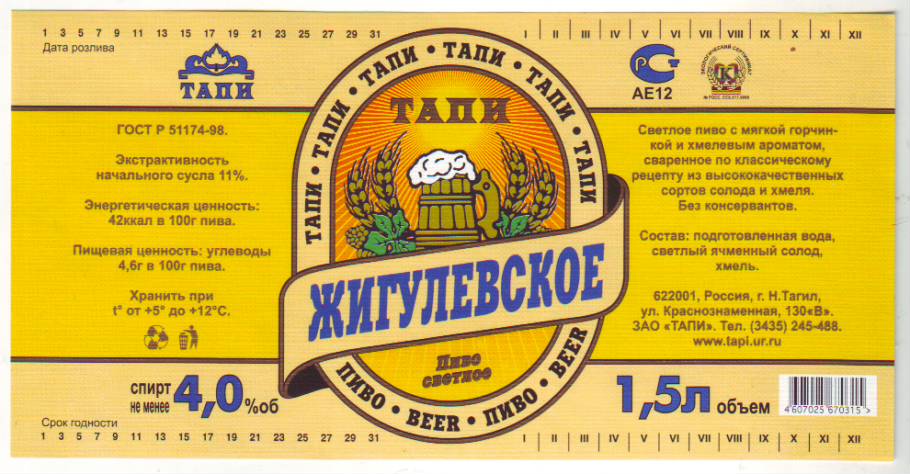 1 3 5 7 9 11 13 15 17 19 21 23 25 27 29 31
Дата розлива
ТАПИ
ГОСТ Р 51174-98.
Экстрактивность
начального сусла 11%.
Энергетическая ценность:
42ккал в 100г пива.
Пищевая ценность: углеводы
4,6г в 100г пива.
Хранить при
t° от +5° до +12°С.
спирт
не менее
4,0 %об
Срок годности
1 3 5 7 9 11 13 15 17 19 21 23 25 27 29 31
ТАПИ • ТАПИ • ТАПИ • ТАПИ • ТАПИ • ТАПИ
ТАПИ
ЖИГУЛЕВСКОЕ
Пиво
светлое
ПИВО • BEER • ПИВО • BEER
I II III IV V VI VII VIII IX X XI XII
АЕ12
ЭКОЛОГИЧЕСКИЙ СЕРТИФИКАТ
Светлое пиво с мягкой горчин-
кой и хмелевым ароматом,
сваренное по классическому
рецепту из высококачественных
сортов солода и хмеля.
Без консервантов.
Состав: подготовленная вода,
светлый ячменный солод,
хмель.
622001, Россия, г. Н.Тагил,
ул. Краснознаменная, 130«В».
ЗАО «ТАПИ». Тел. (3435) 245-488.
www.tapi.ur.ru
1,5л объем
4 607025 670315 >
I II III IV V VI VII VIII IX X XI XII